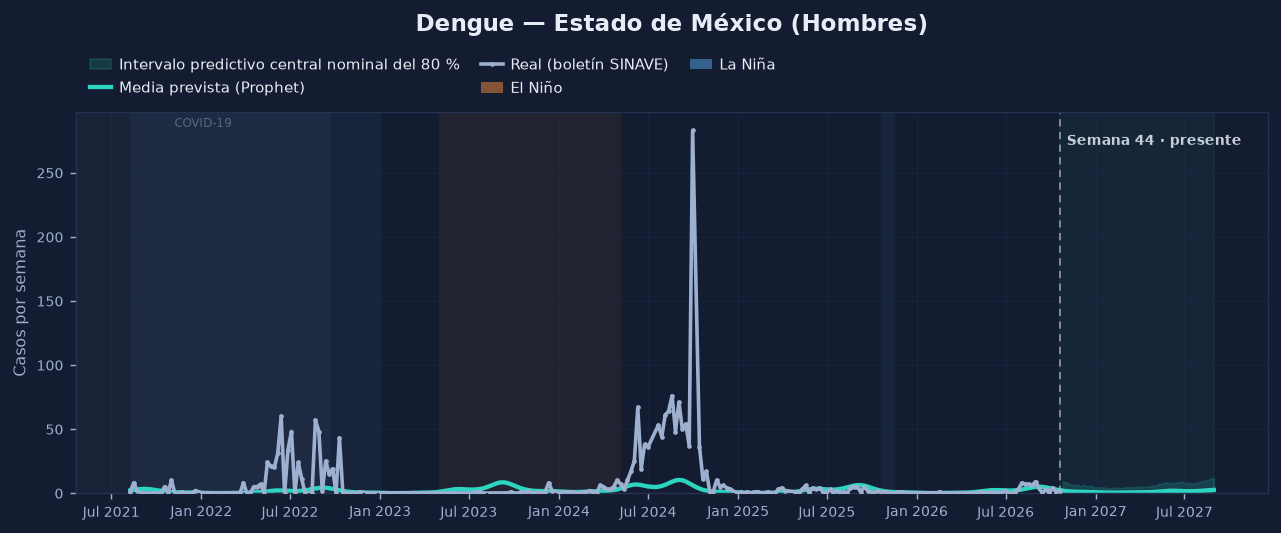 Dengue — Estado de México (Hombres)
Intervalo predictivo central nominal del 80 %
Media prevista (Prophet)
Real (boletín SINAVE)
El Niño
La Niña
COVID-19
Semana 44 · presente
Casos por semana
250
200
150
100
50
0
Jul 2021
Jan 2022
Jul 2022
Jan 2023
Jul 2023
Jan 2024
Jul 2024
Jan 2025
Jul 2025
Jan 2026
Jul 2026
Jan 2027
Jul 2027